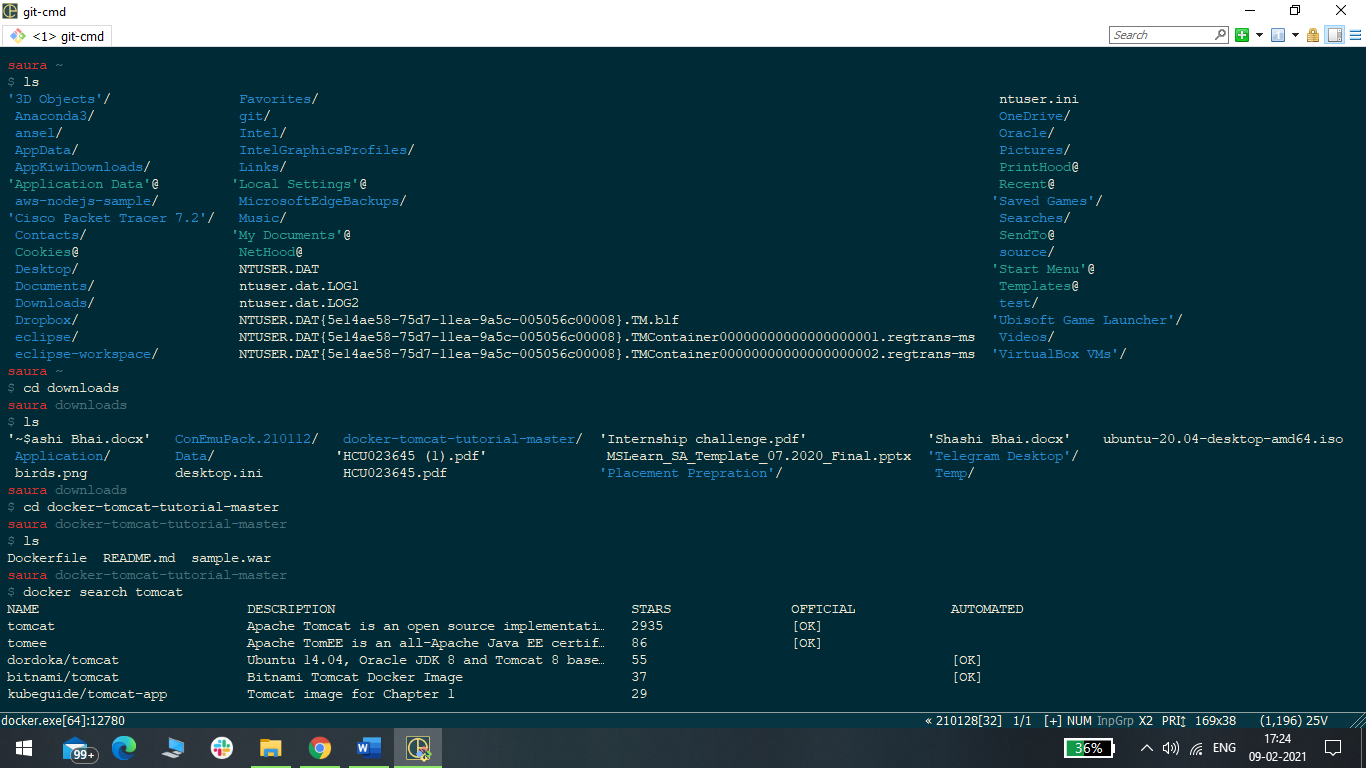 git-cmd
<1> git-cmd
Search
saura ~
$ ls
'3D Objects'/ Favorites/ ntuser.ini
Anaconda3/ git/ OneDrive/
ansel/ Intel/ Oracle/
AppData/ IntelGraphicsProfiles/ Pictures/
AppKiwiDownloads/ Links/ PrintHood@
'Application Data'@ 'Local Settings'@ Recent@
aws-nodejs-sample/ MicrosoftEdgeBackups/ 'Saved Games'/
'Cisco Packet Tracer 7.2'/ Music/ Searches/
Contacts/ 'My Documents'@ SendTo@
Cookies@ NetHood@ source/
Desktop/ NTUSER.DAT 'Start Menu'@
Documents/ ntuser.dat.LOG1 Templates@
Downloads/ ntuser.dat.LOG2 test/
Dropbox/ NTUSER.DAT{5e14ae58-75d7-11ea-9a5c-005056c00008}.TM.blf 'Ubisoft Game Launcher'/
eclipse/ NTUSER.DAT{5e14ae58-75d7-11ea-9a5c-005056c00008}.TMContainer00000000000000000001.regtrans-ms Videos/
eclipse-workspace/ NTUSER.DAT{5e14ae58-75d7-11ea-9a5c-005056c00008}.TMContainer00000000000000000002.regtrans-ms 'VirtualBox VMs'/
saura ~
$ cd downloads
saura downloads
$ ls
'~$ashi Bhai.docx' ConEmuPack.210112/ docker-tomcat-tutorial-master/ 'Internship challenge.pdf' 'Shashi Bhai.docx' ubuntu-20.04-desktop-amd64.iso
Application/ Data/ 'HCU023645 (1).pdf' MSLearn_SA_Template_07.2020_Final.pptx 'Telegram Desktop'/
birds.png desktop.ini HCU023645.pdf 'Placement Prepration'/ Temp/
saura downloads
$ cd docker-tomcat-tutorial-master
saura docker-tomcat-tutorial-master
$ ls
Dockerfile README.md sample.war
saura docker-tomcat-tutorial-master
$ docker search tomcat
NAME DESCRIPTION STARS OFFICIAL AUTOMATED
tomcat Apache Tomcat is an open source implementati… 2935 [OK]
tomee Apache TomEE is an all-Apache Java EE certif… 86 [OK]
dordoka/tomcat Ubuntu 14.04, Oracle JDK 8 and Tomcat 8 base… 55 [OK]
bitnami/tomcat Bitnami Tomcat Docker Image 37 [OK]
kubeguide/tomcat-app Tomcat image for Chapter 1 29
docker.exe[64]:12780 « 210128[32] 1/1 [+] NUM InpGrp X2 PRI↕ 169x38 (1,196) 25V
99+ 36% ENG 17:24
09-02-2021